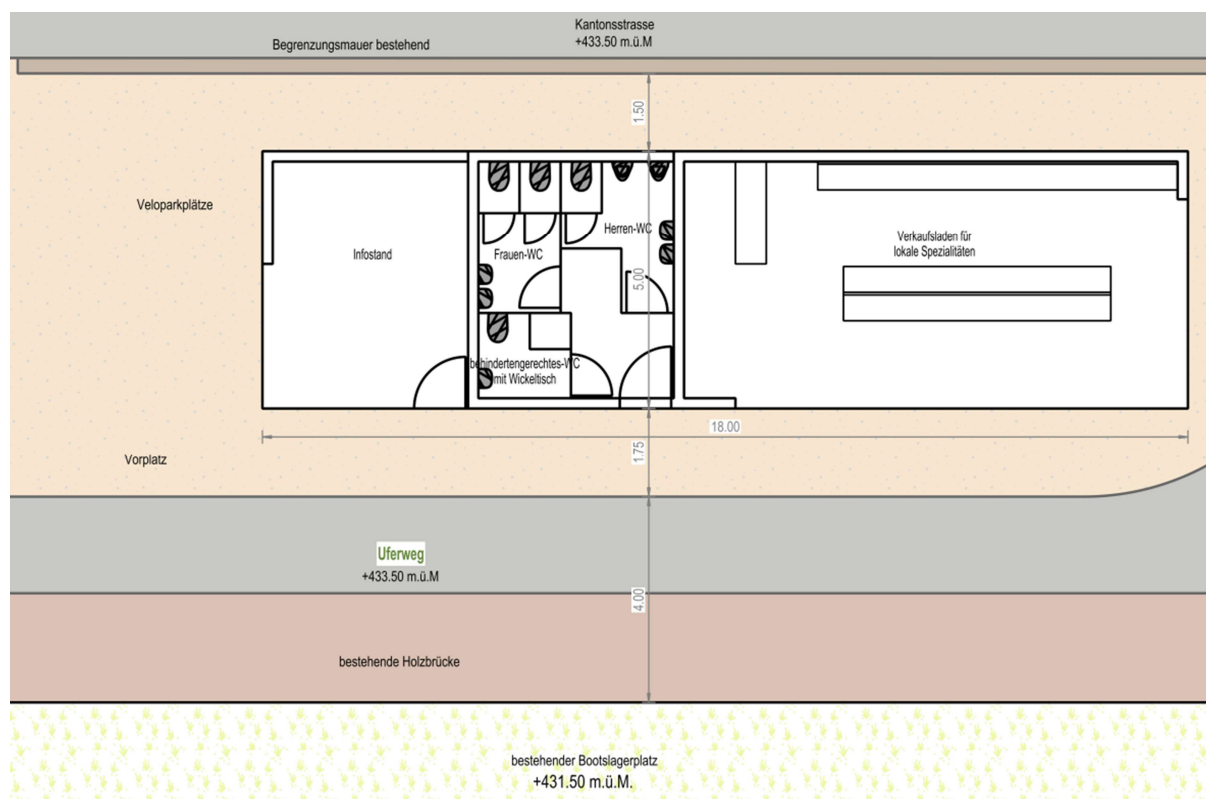 Kantonsstrasse
+433.50 m.ü.M
Begrenzungsmauer bestehend
1.50
Veloparkplätze
Infostand
Frauen-WC
Herren-WC
5.00
Verkaufsladen für
lokale Spezialitäten
behindertengerechtes-WC
mit Wickeltisch
18.00
1.75
Vorplatz
Uferweg
+433.50 m.ü.M
4.00
bestehende Holzbrücke
bestehender Bootslagerplatz
+431.50 m.ü.M.